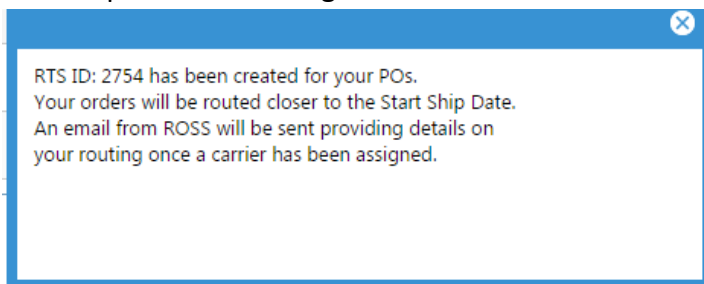 RTS ID: 2754 has been created for your POs.
Your orders will be routed closer to the Start Ship Date.
An email from ROSS will be sent providing details on
your routing once a carrier has been assigned.